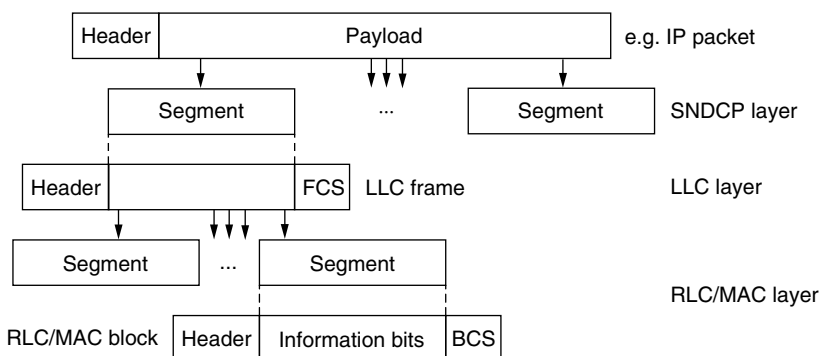 Header Payload e.g. IP packet
...
Segment Segment SNDCP layer
Header FCS LLC frame LLC layer
Segment ... Segment
RLC/MAC layer
RLC/MAC block Header Information bits BCS